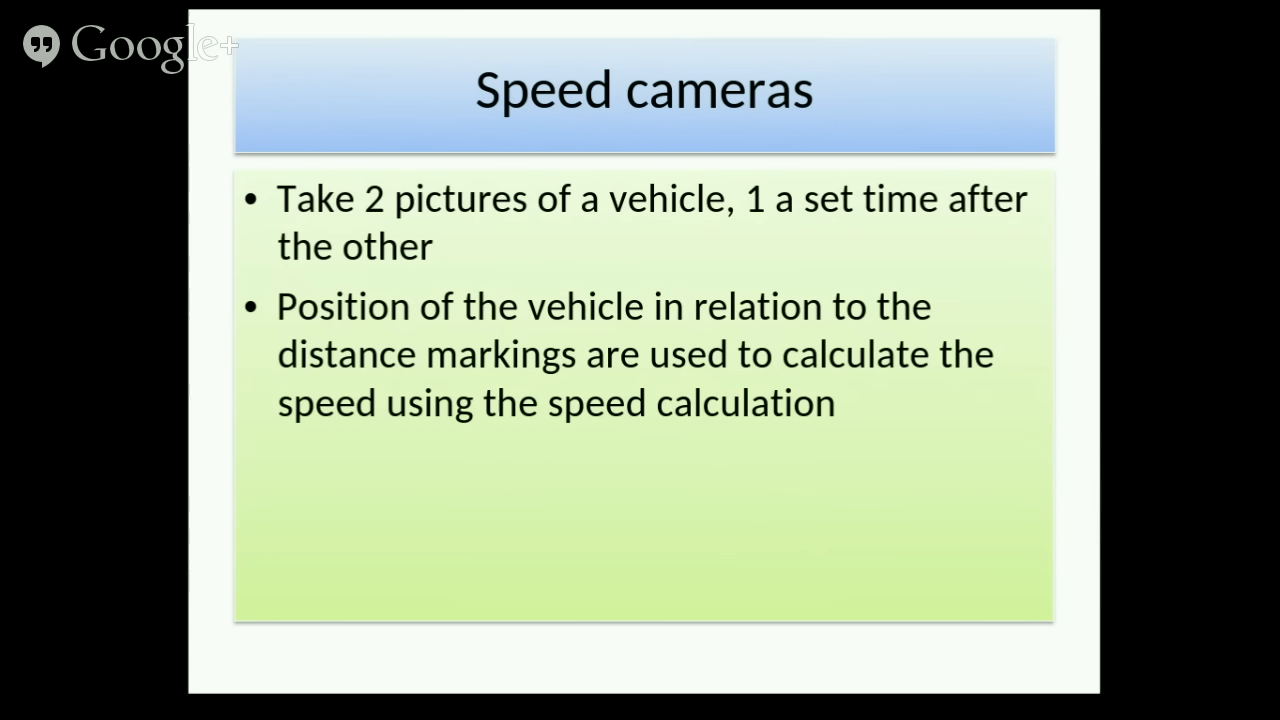 Google+
Speed cameras
• Take 2 pictures of a vehicle, 1 a set time after
the other
• Position of the vehicle in relation to the
distance markings are used to calculate the
speed using the speed calculation